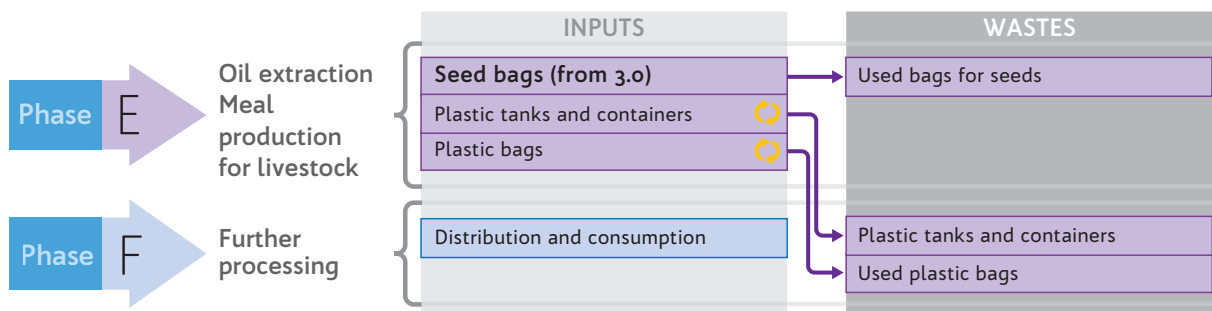 INPUTS
WASTES
Phase E
Oil extraction
Meal
production
for livestock
Seed bags (from 3.0)
Plastic tanks and containers
Plastic bags
Used bags for seeds
Phase F
Further
processing
Distribution and consumption
Plastic tanks and containers
Used plastic bags